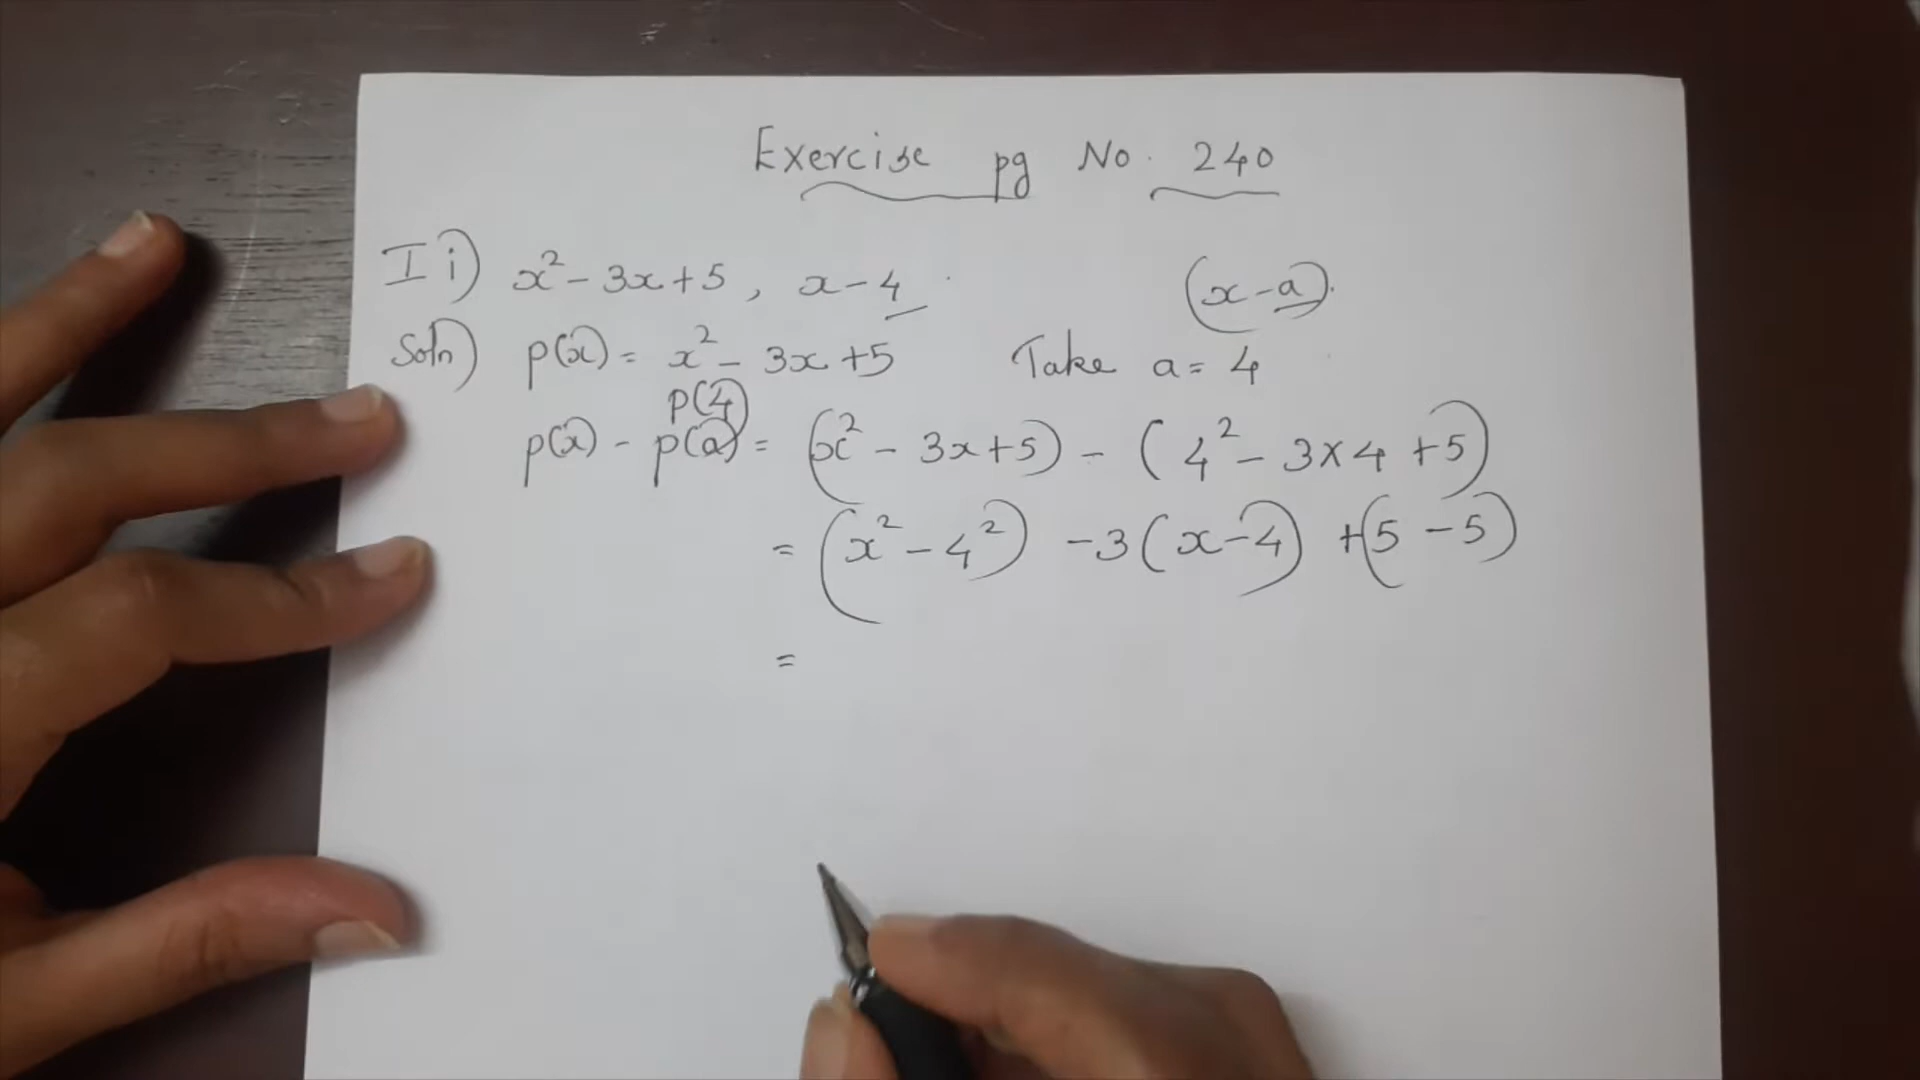 Exercise pg No. 240
I i) x² - 3x + 5 , x - 4 . (x - a).
Soln) p(x) = x² - 3x + 5 Take a = 4
p(4)
p(x) - p(a) = (x² - 3x + 5) - (4² - 3 × 4 + 5)
= (x² - 4²) - 3(x - 4) + (5 - 5)
=